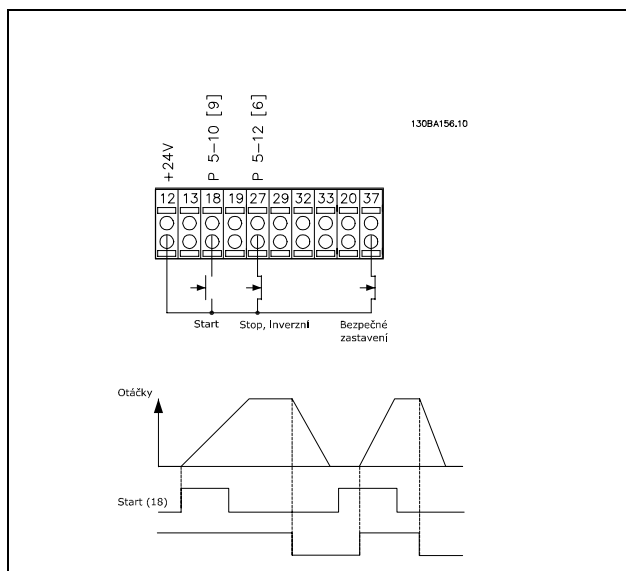 +24V
P 5-10 [9]
P 5-12 [6]
130BA156.10
12 13 18 19 27 29 32 33 20 37
Start
Stop, Inverzní
Bezpečné
zastavení
Otáčky
Start (18)